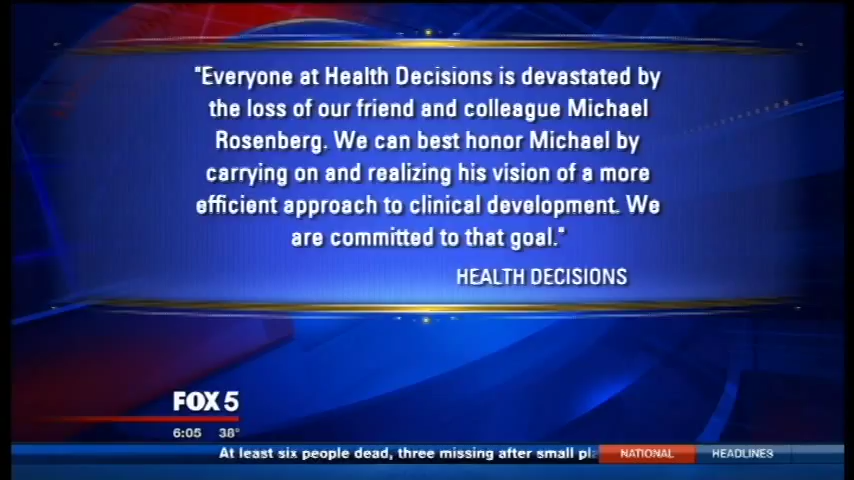 "Everyone at Health Decisions is devastated by
the loss of our friend and colleague Michael
Rosenberg. We can best honor Michael by
carrying on and realizing his vision of a more
efficient approach to clinical development. We
are committed to that goal."
HEALTH DECISIONS
FOX 5
6:05 38°
At least six people dead, three missing after small NATIONAL HEADLINES